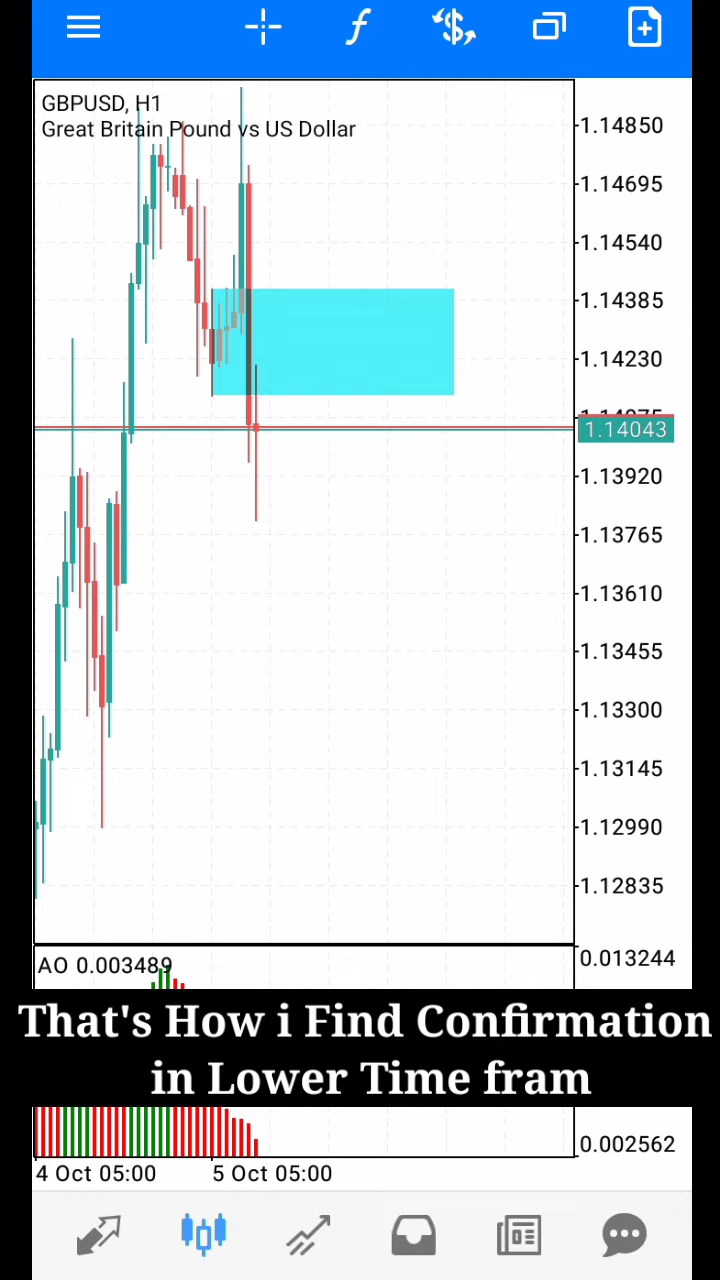 GBPUSD, H1
Great Britain Pound vs US Dollar
1.14850
1.14695
1.14540
1.14385
1.14230
1.14043
1.13920
1.13765
1.13610
1.13455
1.13300
1.13145
1.12990
1.12835
AO 0.003489
0.013244
That's How i Find Confirmation
in Lower Time fram
0.002562
4 Oct 05:00
5 Oct 05:00